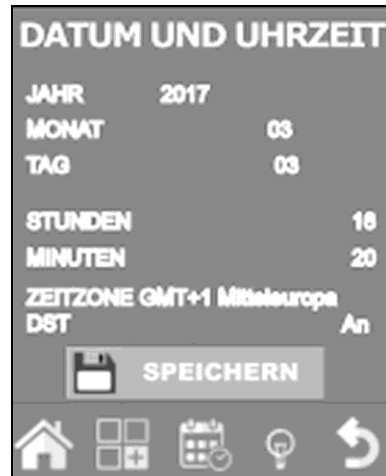 DATUM UND UHRZEIT
JAHR 2017
MONAT 03
TAG 03
STUNDEN 16
MINUTEN 20
ZEITZONE GMT+1 Mitteleuropa
DST An
SPEICHERN